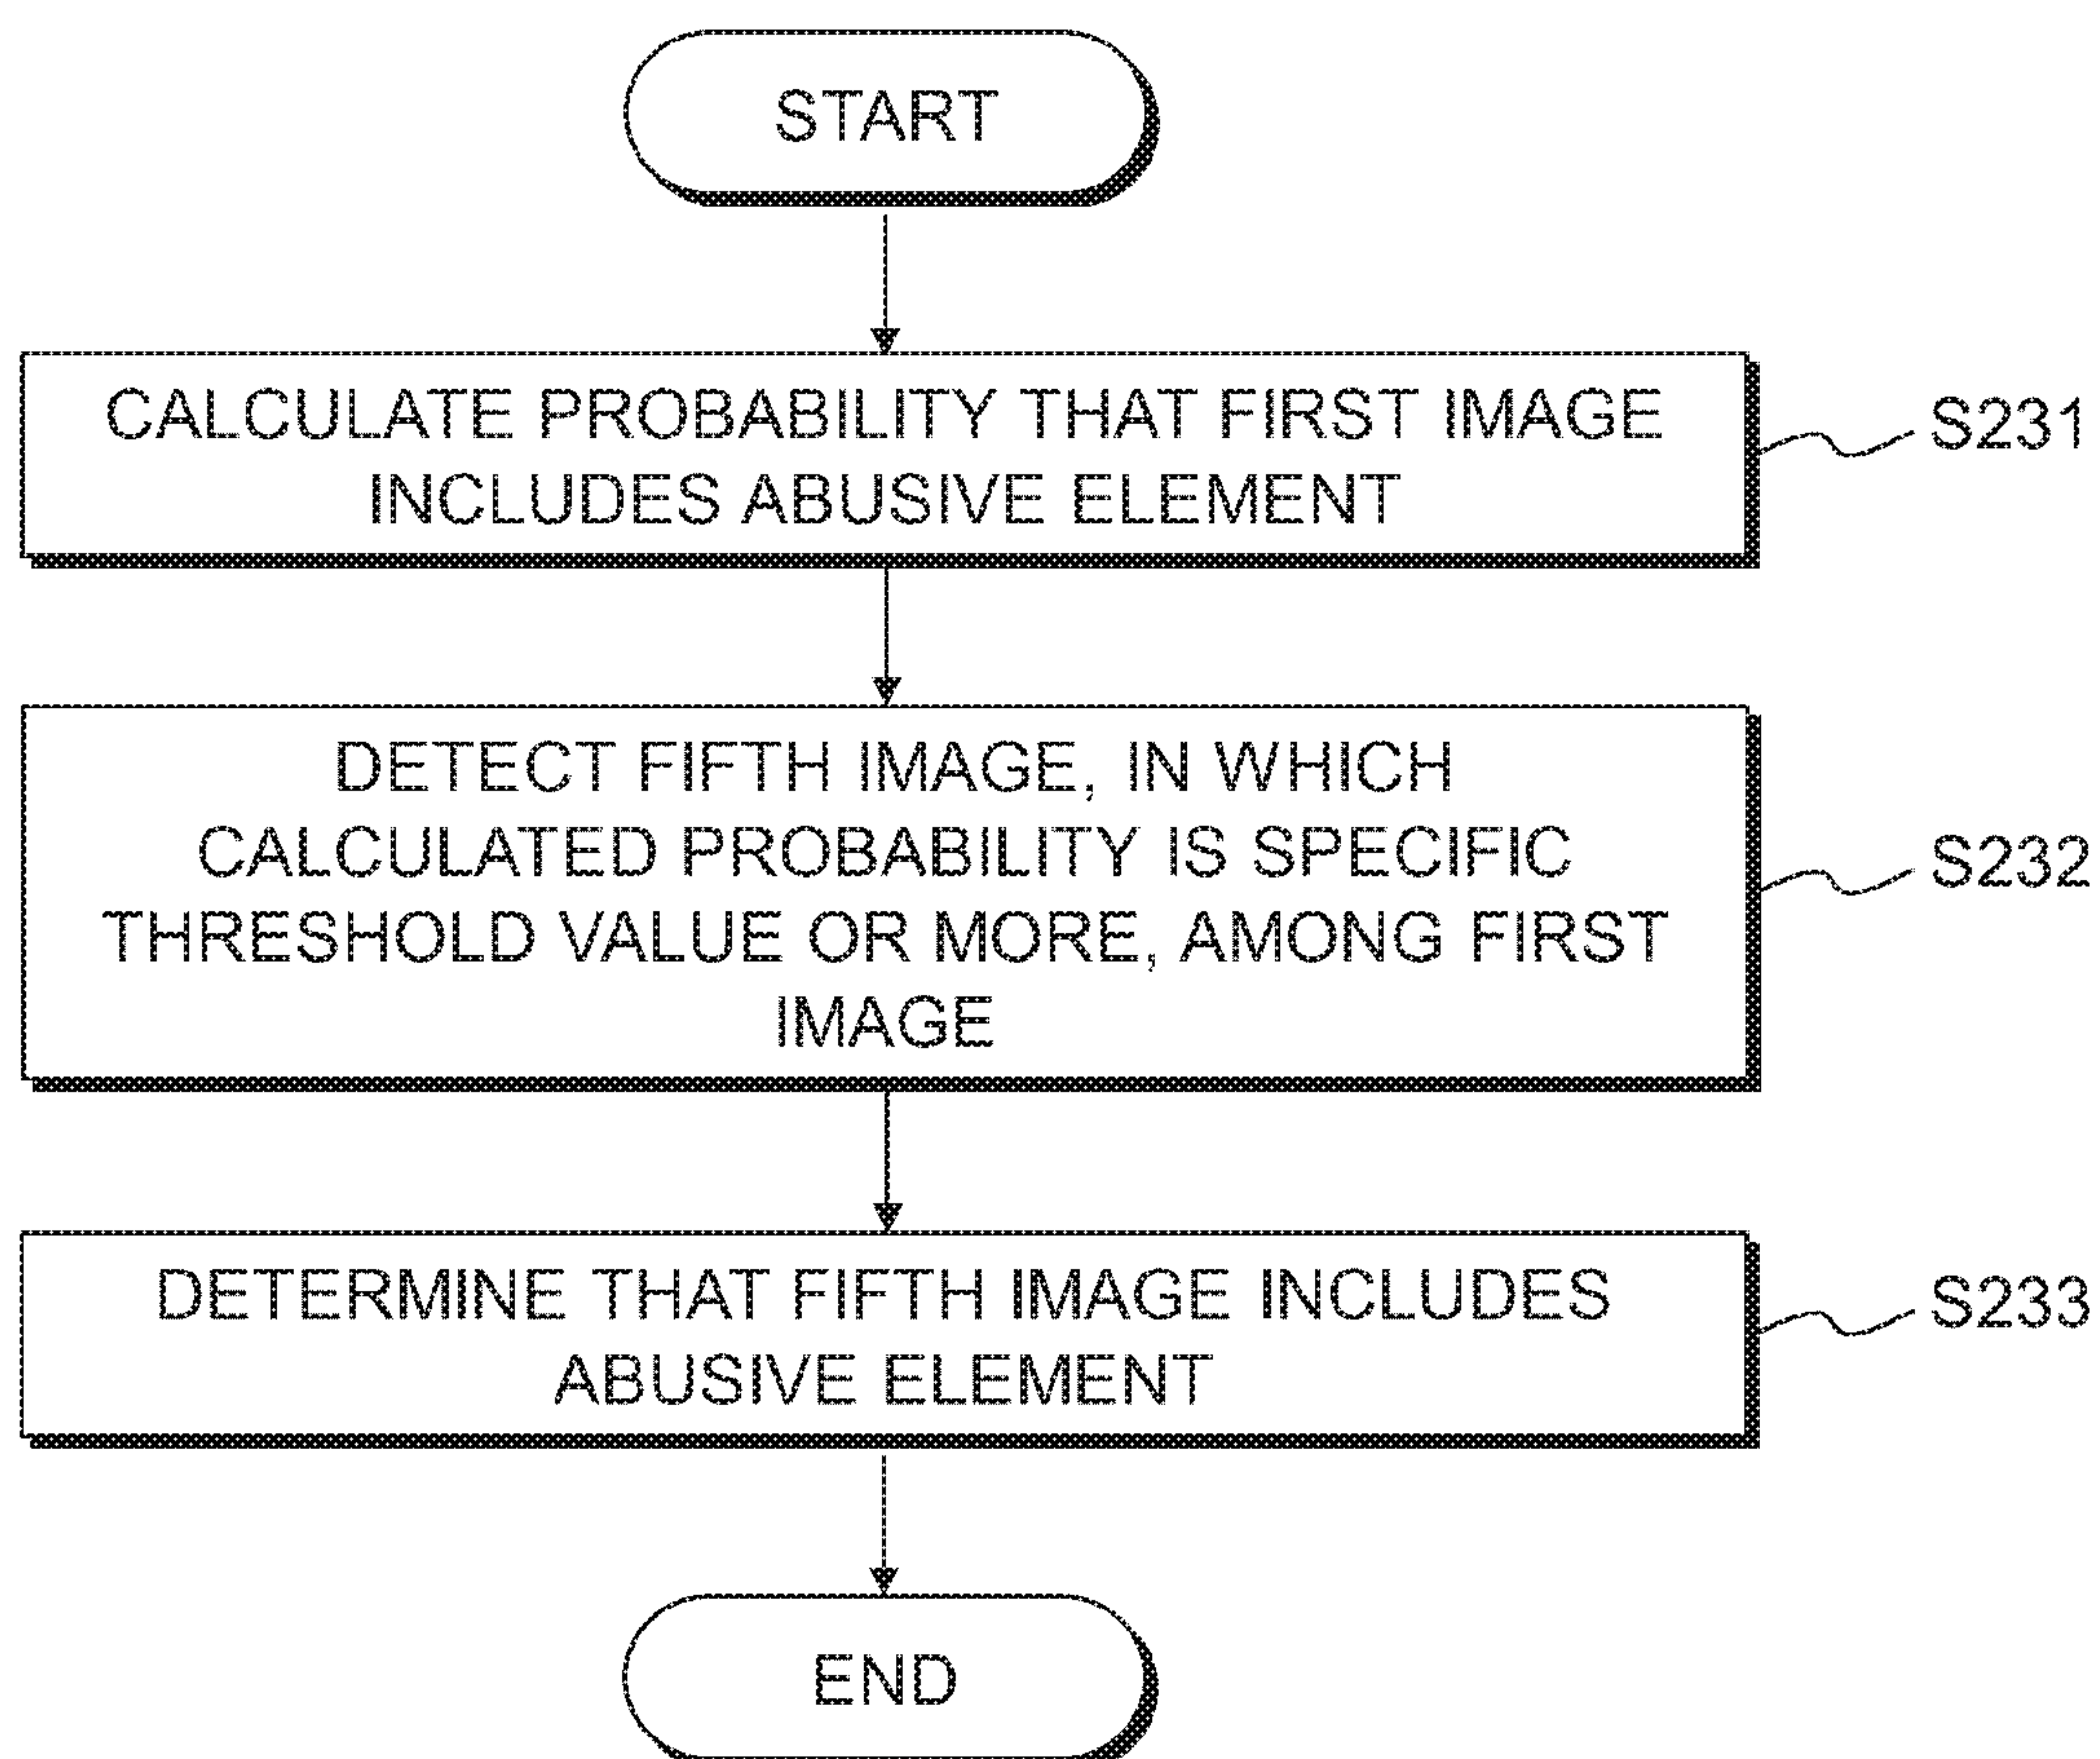 START
CALCULATE PROBABILITY THAT FIRST IMAGE
INCLUDES ABUSIVE ELEMENT
S231
DETECT FIFTH IMAGE, IN WHICH
CALCULATED PROBABILITY IS SPECIFIC
THRESHOLD VALUE OR MORE, AMONG FIRST
IMAGE
S232
DETERMINE THAT FIFTH IMAGE INCLUDES
ABUSIVE ELEMENT
S233
END